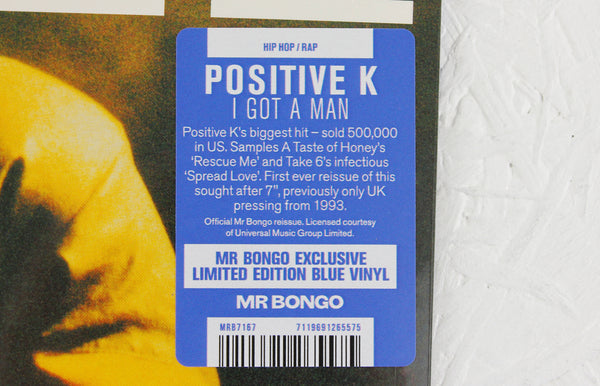 HIP HOP / RAP
POSITIVE K
I GOT A MAN
Positive K's biggest hit – sold 500,000
in US. Samples A Taste of Honey's
'Rescue Me' and Take 6's infectious
'Spread Love'. First ever reissue of this
sought after 7", previously only UK
pressing from 1993.
Official Mr Bongo reissue. Licensed courtesy
of Universal Music Group Limited.
MR BONGO EXCLUSIVE
LIMITED EDITION BLUE VINYL
MR BONGO
MRB7167 7119691265575